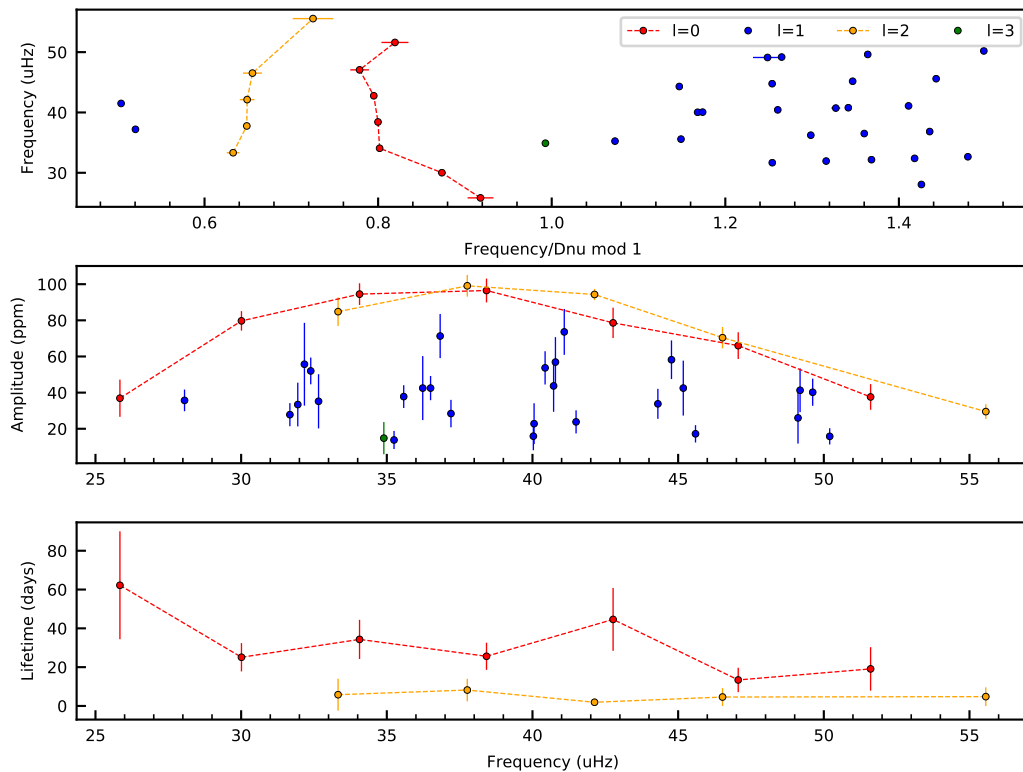 l=0 l=1 l=2 l=3
Frequency (uHz)
50
40
30
0.6 0.8 1.0 1.2 1.4
Frequency/Dnu mod 1
Amplitude (ppm)
100
80
60
40
20
25 30 35 40 45 50 55
Lifetime (days)
80
60
40
20
0
25 30 35 40 45 50 55
Frequency (uHz)